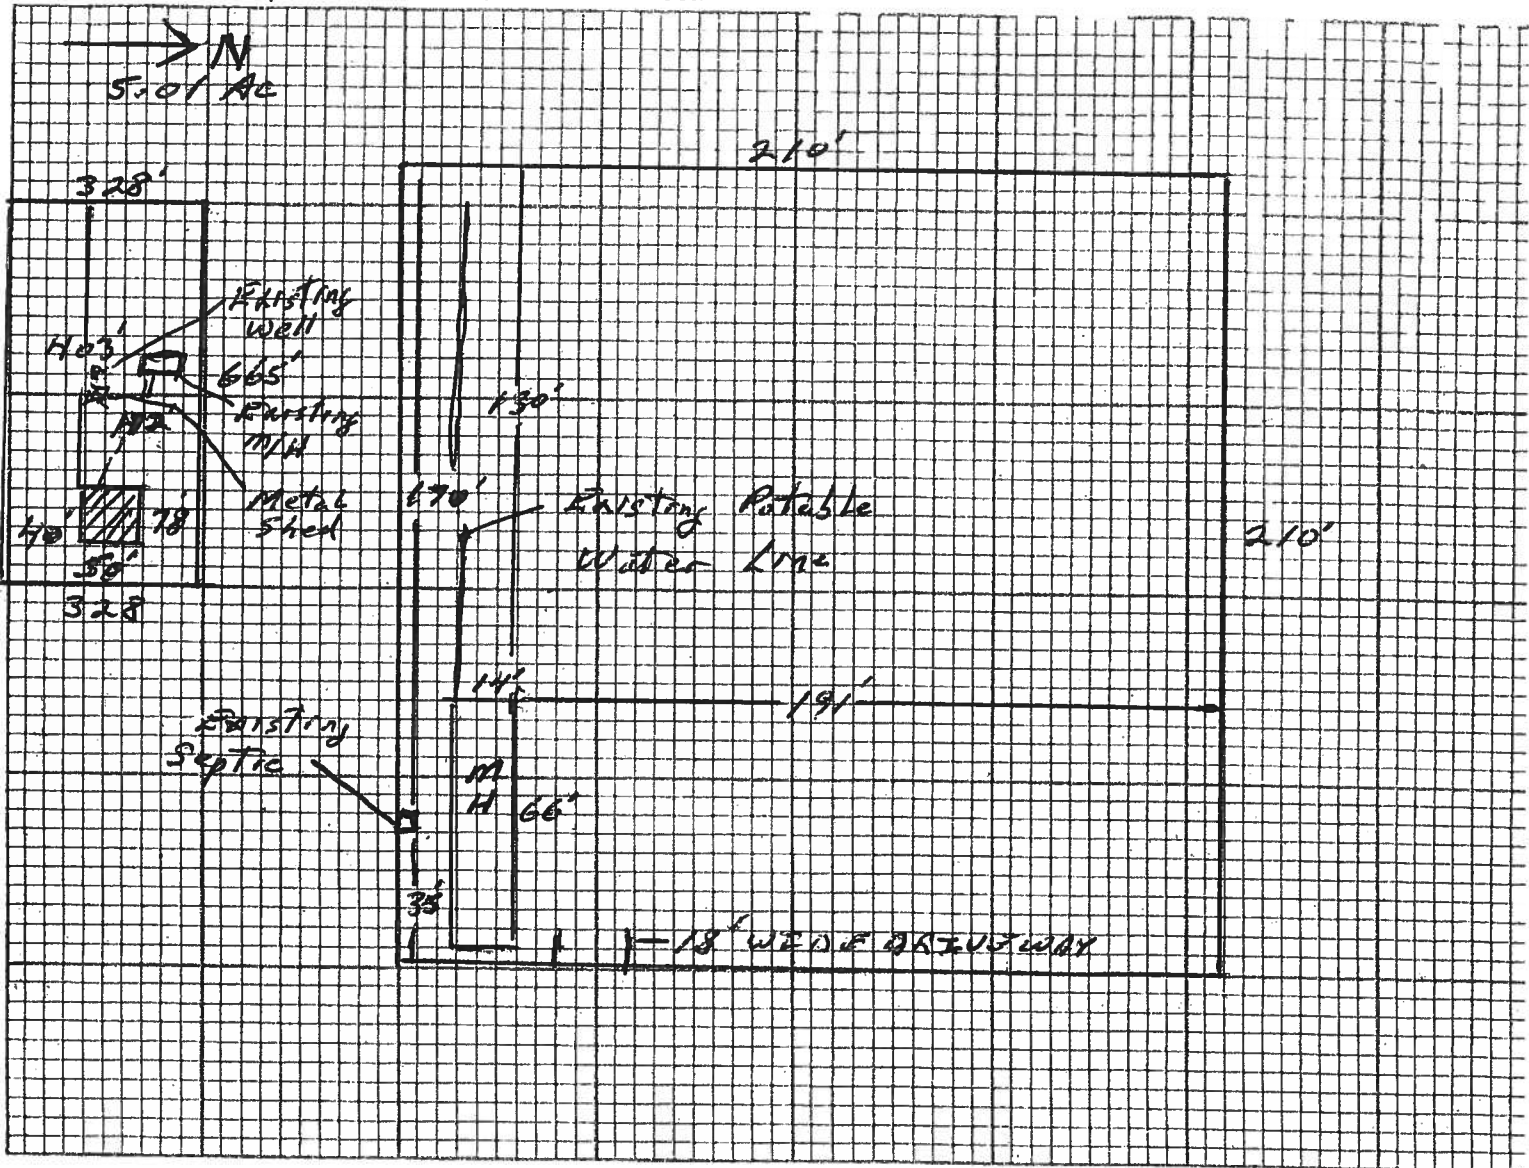 N
5.01 Ac
210'
328'
Existing
well
403'
665'
Existing
M/H
130'
Metal
Shed
40'
78'
50'
328
170'
Existing Potable
Water Line
210'
14'
191'
Existing
Septic
M
H
66'
35'
18' WIDE DRIVEWAY